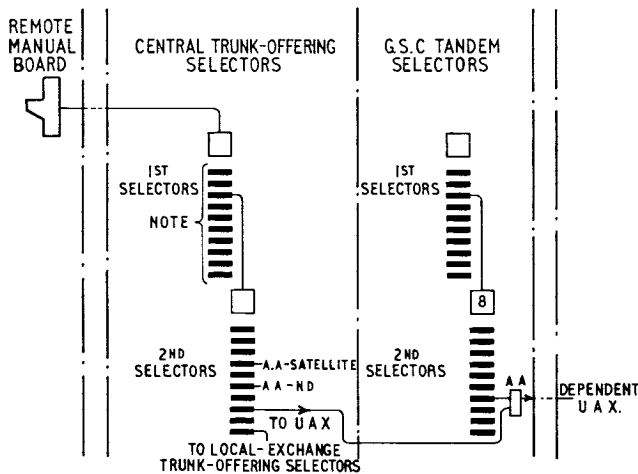 REMOTE
MANUAL
BOARD
CENTRAL TRUNK-OFFERING
SELECTORS
G.S.C TANDEM
SELECTORS
1ST
SELECTORS
NOTE
1ST
SELECTORS
2ND
SELECTORS
A.A-SATELLITE
AA-ND
TO UAX
TO LOCAL-EXCHANGE
TRUNK-OFFERING SELECTORS
8
2ND
SELECTORS
AA
DEPENDENT
U A X.